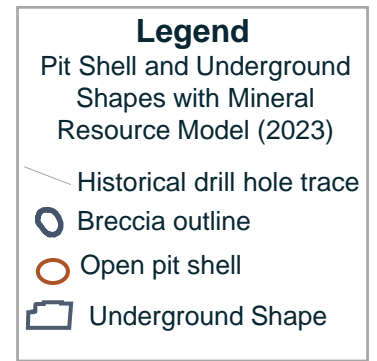 Legend
Pit Shell and Underground
Shapes with Mineral
Resource Model (2023)
Historical drill hole trace
Breccia outline
Open pit shell
Underground Shape